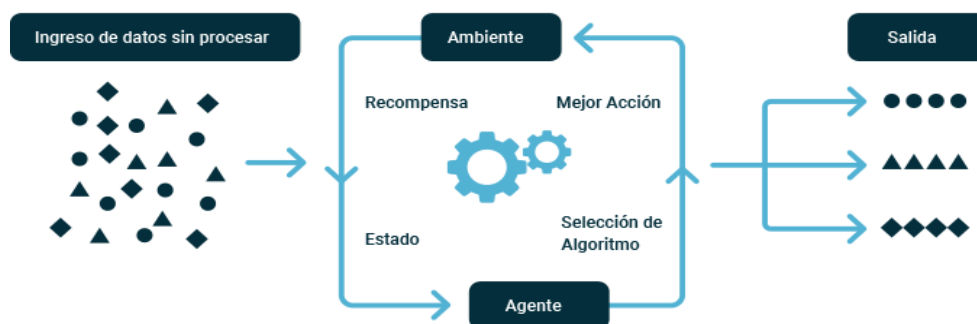 Ingreso de datos sin procesar
Ambiente
Salida
Recompensa
Mejor Acción
Estado
Selección de
Algoritmo
Agente